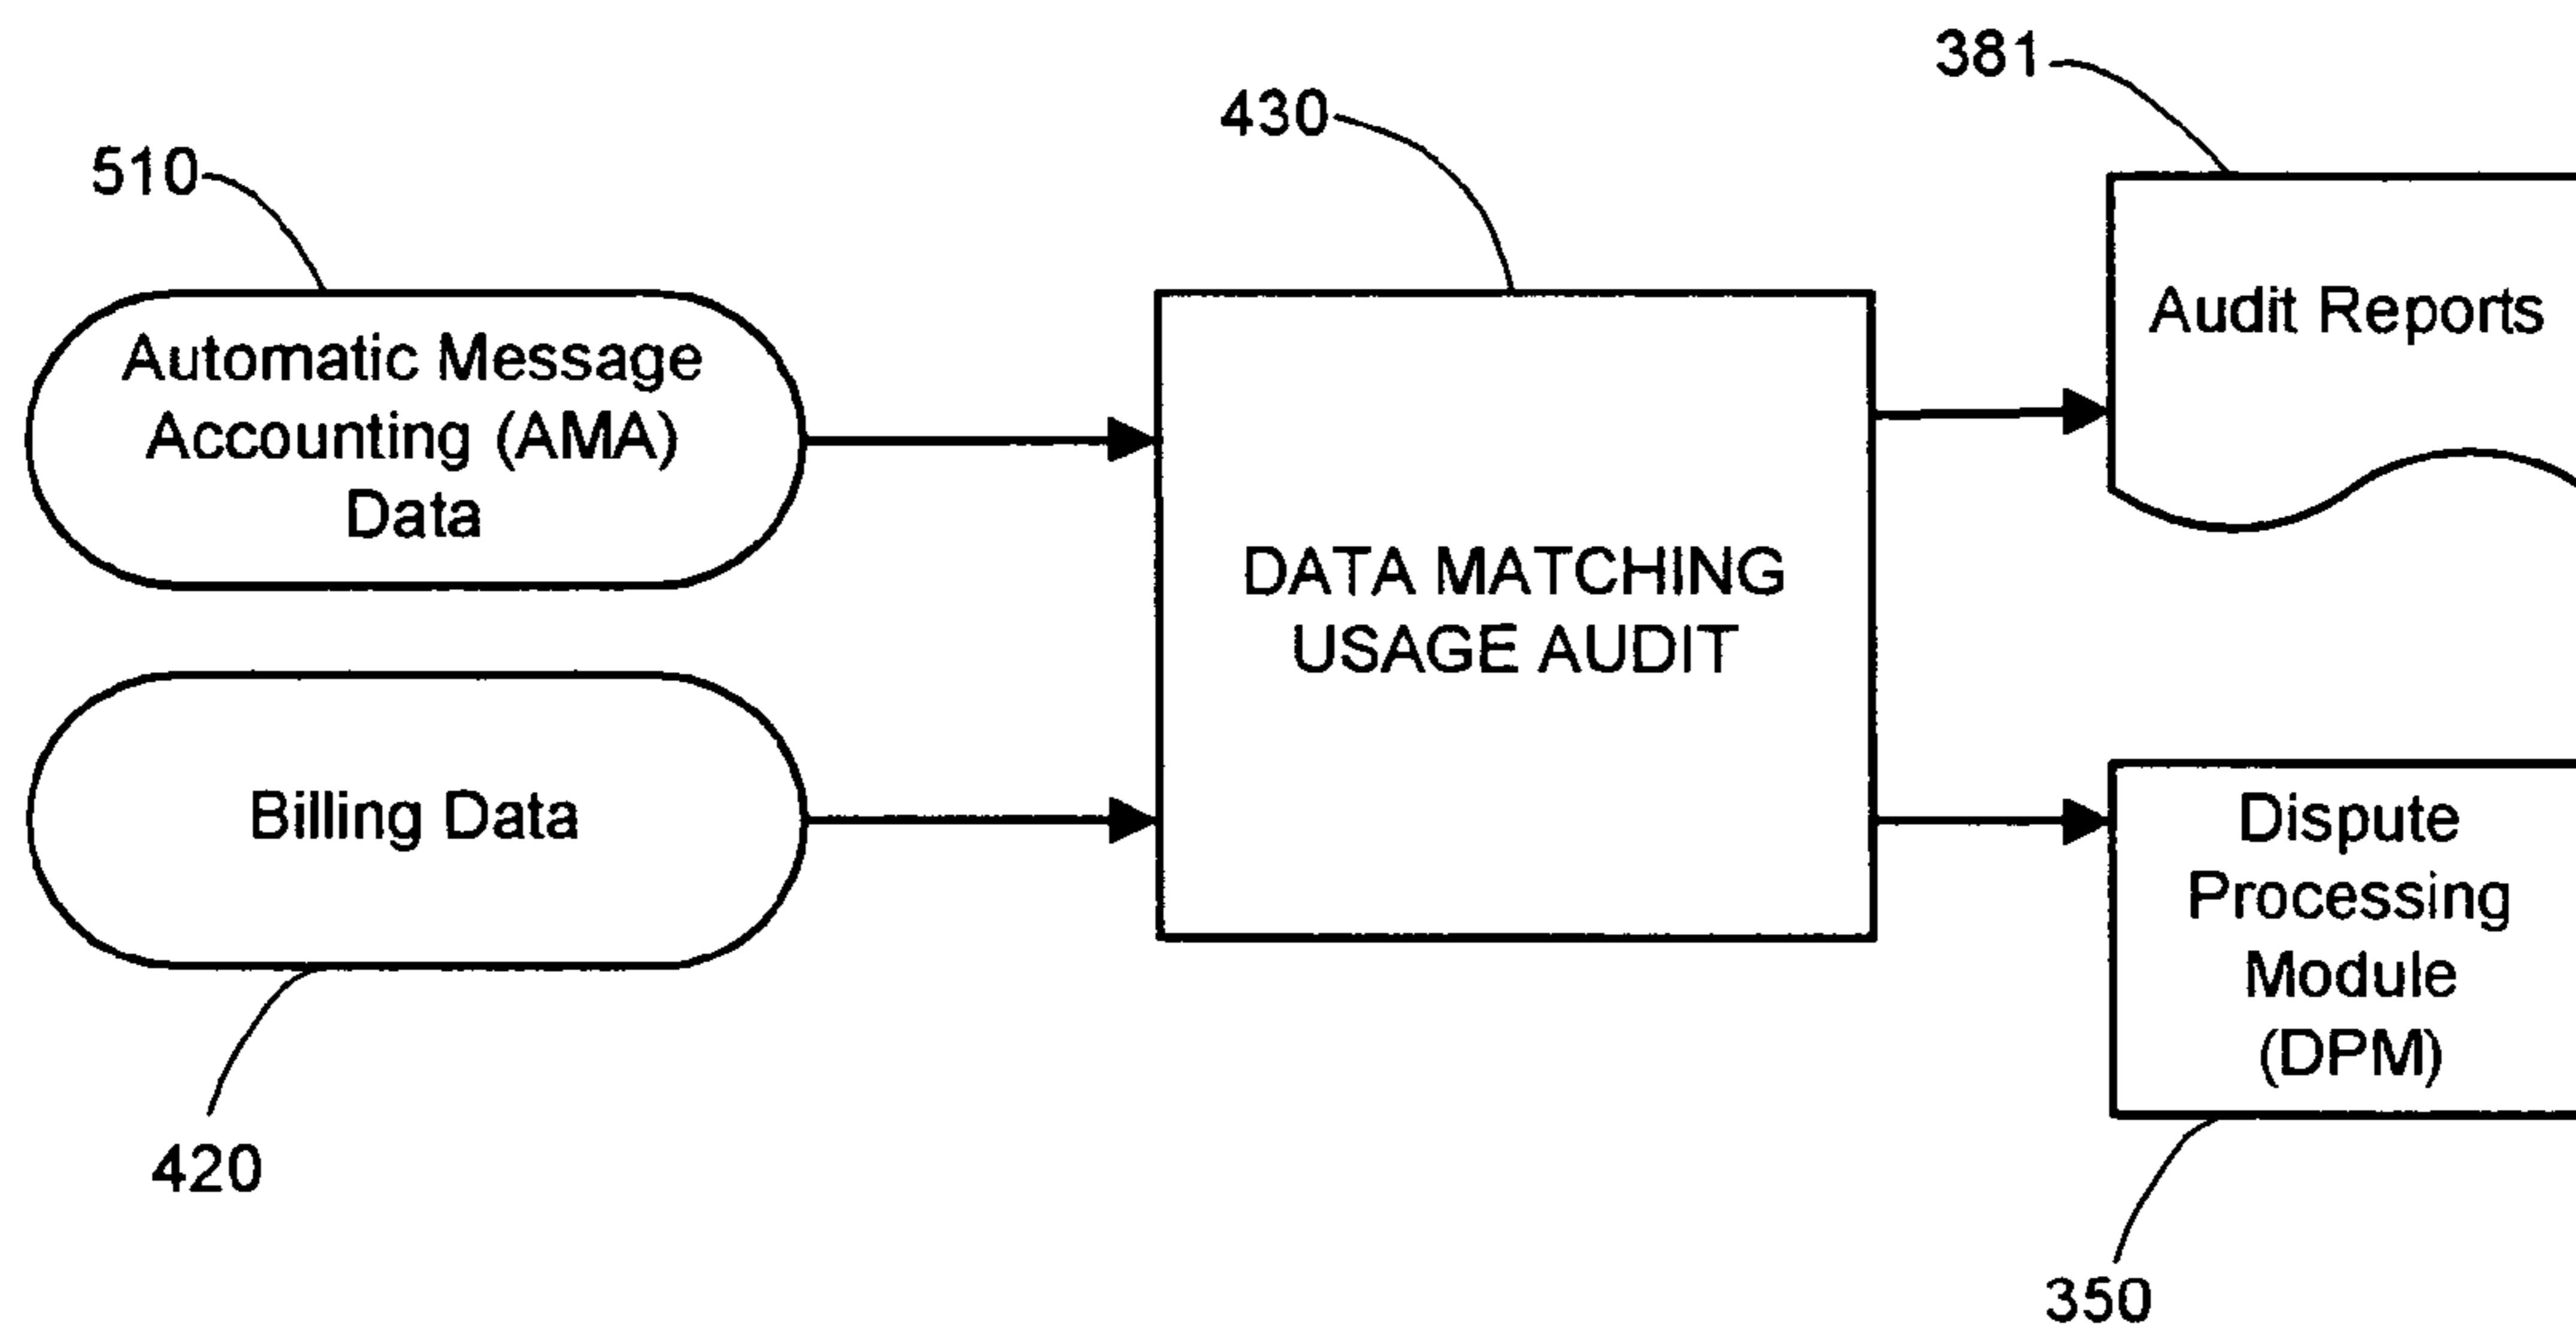 381
430
510
Automatic Message
Accounting (AMA)
Data
Audit Reports
DATA MATCHING
USAGE AUDIT
Billing Data
Dispute
Processing
Module
(DPM)
420
350